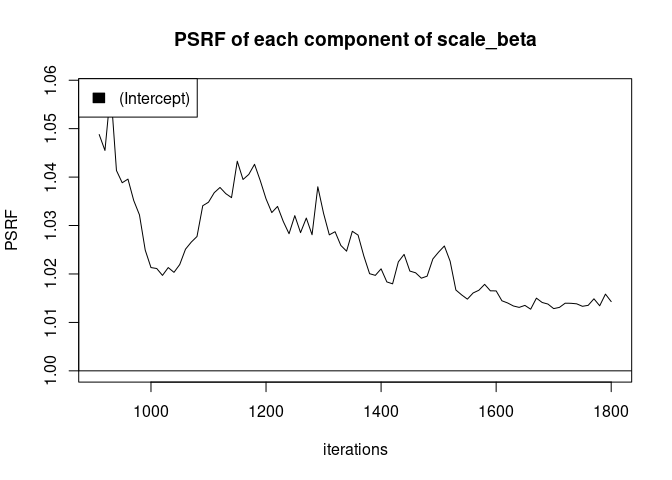 PSRF of each component of scale_beta
(Intercept)
PSRF
1.06
1.05
1.04
1.03
1.02
1.01
1.00
1000 1200 1400 1600 1800
iterations